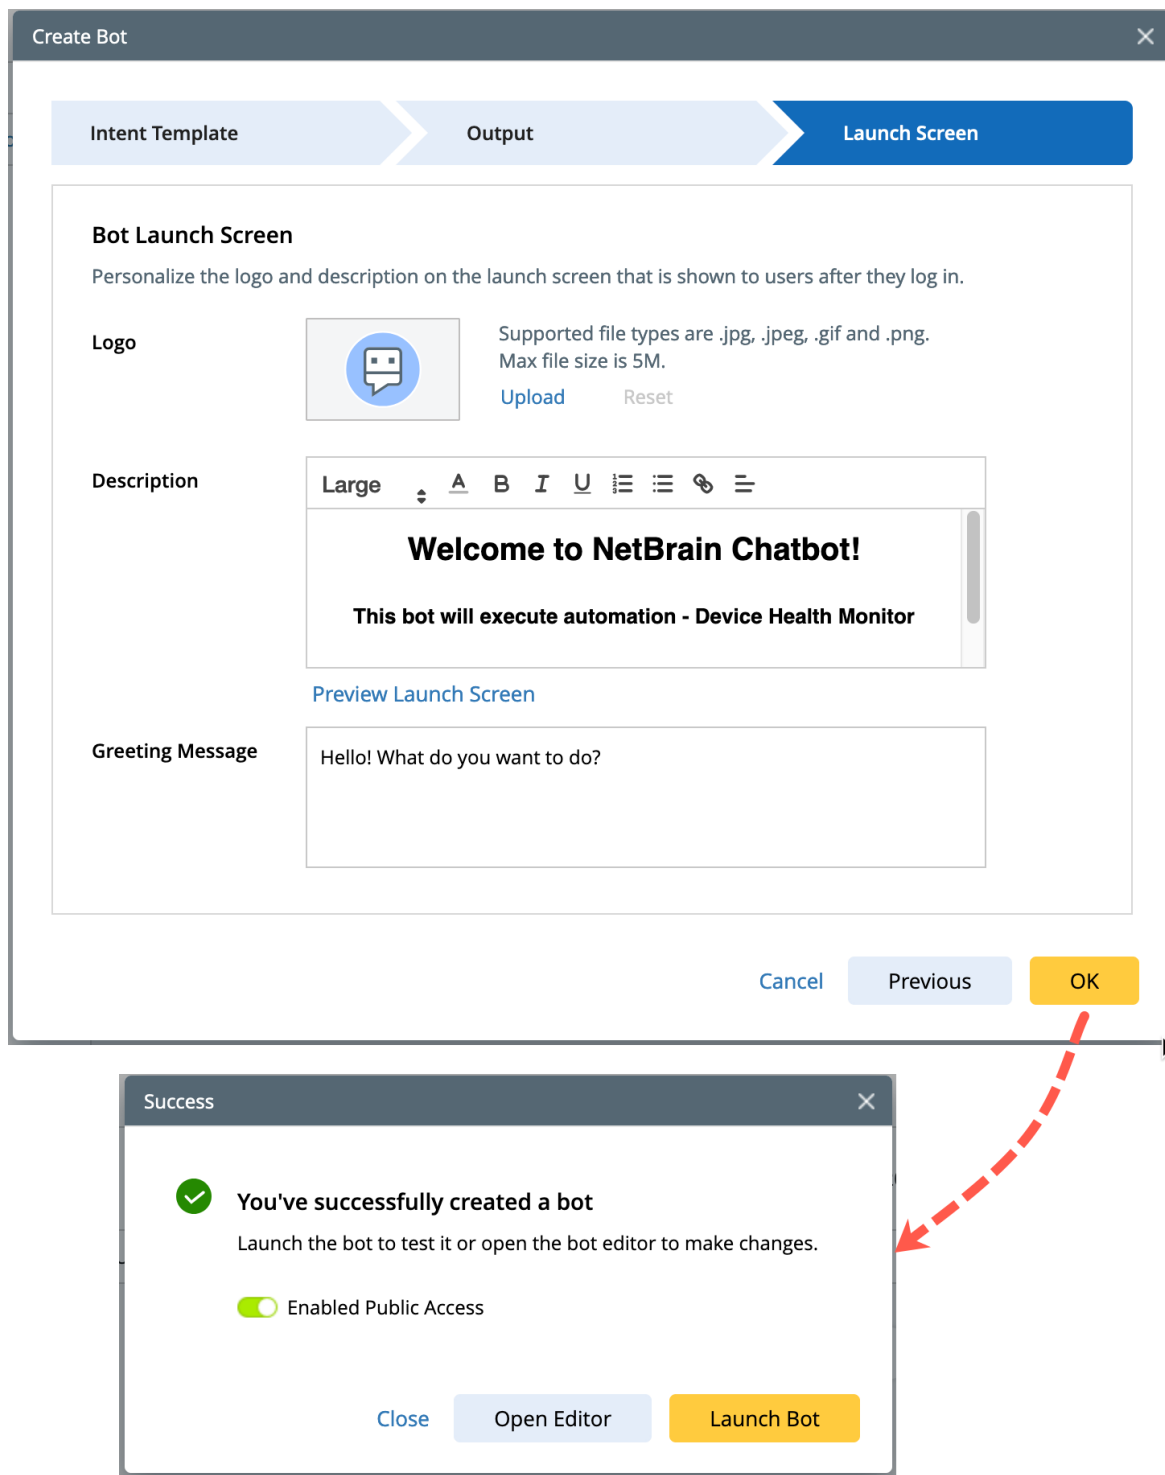 Create Bot
Intent Template
Output
Launch Screen
Bot Launch Screen
Personalize the logo and description on the launch screen that is shown to users after they log in.
Logo
Supported file types are .jpg, .jpeg, .gif and .png.
Max file size is 5M.
Upload
Reset
Description
Large
A B I U
Welcome to NetBrain Chatbot!
This bot will execute automation - Device Health Monitor
Preview Launch Screen
Greeting Message
Hello! What do you want to do?
Cancel
Previous
OK
Success
You've successfully created a bot
Launch the bot to test it or open the bot editor to make changes.
Enabled Public Access
Close
Open Editor
Launch Bot